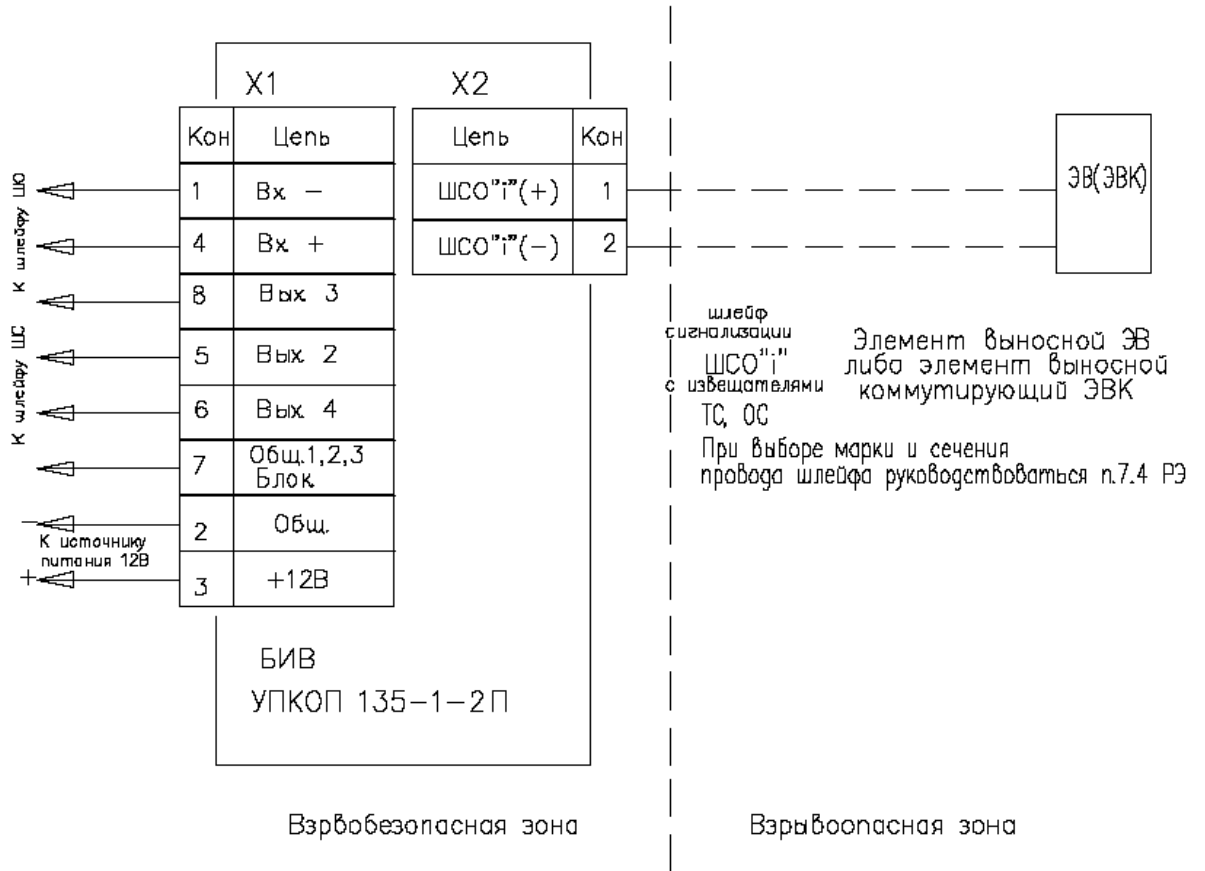 X1
X2
Кон Цепь
Цепь Кон
1 Вх. –
ШСО"i"(+) 1
4 Вх. +
ШСО"i"(–) 2
8 Вых. 3
5 Вых. 2
6 Вых. 4
7 Общ.1,2,3
Блок
2 Общ.
3 +12В
К шлейфу ШО
К шлейфу ШС
–
К источнику
питания 12В
+
БИВ
УПКОП 135–1–2П
ЭВ(ЭВК)
шлейф
сигнализации
ШСО"i"
с извещателями
ТС, ОС
Элемент выносной ЭВ
либо элемент выносной
коммутирующий ЭВК
При выборе марки и сечения
провода шлейфа руководствоваться п.7.4 РЭ
Взрвобезопасная зона
Взрывоопасная зона